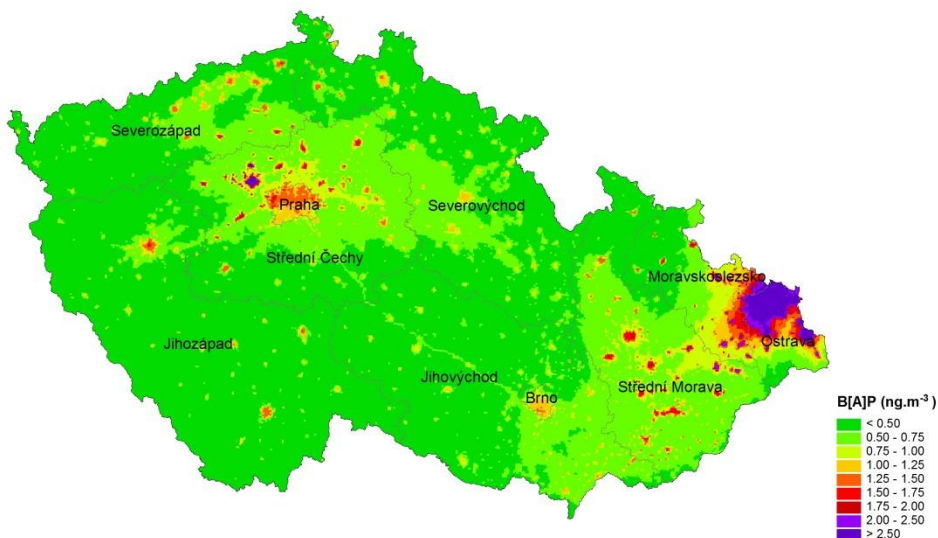 Severozápad
Praha
Severovýchod
Střední Čechy
Moravskoslezsko
Jihozápad
Ostrava
Jihovýchod
Střední Morava
Brno
B[A]P (ng.m⁻³)
< 0.50
0.50 - 0.75
0.75 - 1.00
1.00 - 1.25
1.25 - 1.50
1.50 - 1.75
1.75 - 2.00
2.00 - 2.50
> 2.50